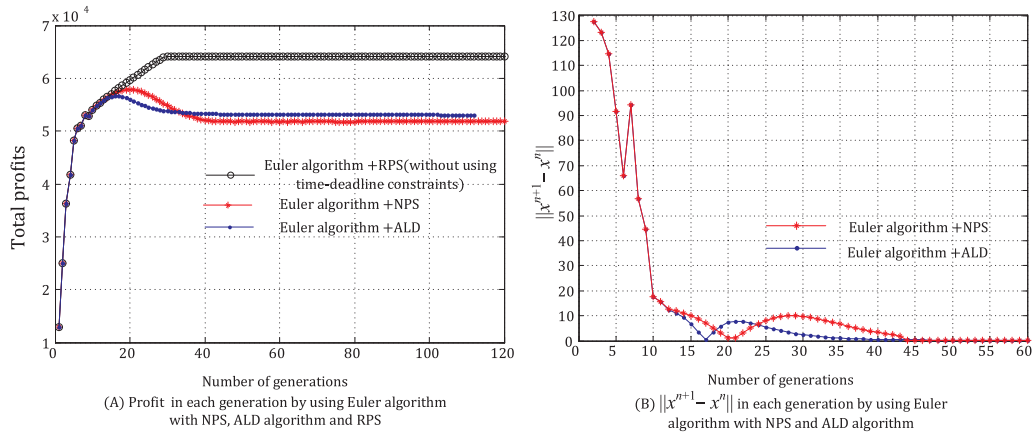 7 x 10 4
6
5
4
3
2
1
0 20 40 60 80 100 120
Total profits
Euler algorithm +RPS(without using
time-deadline constraints)
Euler algorithm +NPS
Euler algorithm +ALD
Number of generations
(A) Profit in each generation by using Euler algorithm
with NPS, ALD algorithm and RPS
130
120
110
100
90
80
70
60
50
40
30
20
10
0
0 5 10 15 20 25 30 35 40 45 50 55 60
||x^{n+1} − x^n||
Euler algorithm +NPS
Euler algorithm +ALD
Number of generations
(B) ||x^{n+1} − x^n|| in each generation by using Euler
algorithm with NPS and ALD algorithm